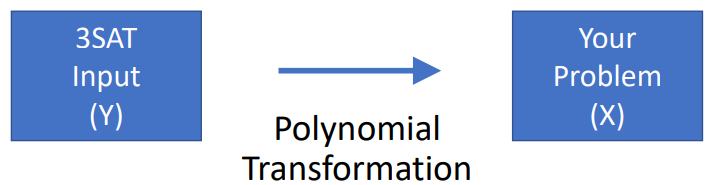 3SAT
Input
(Y)
Polynomial
Transformation
Your
Problem
(X)